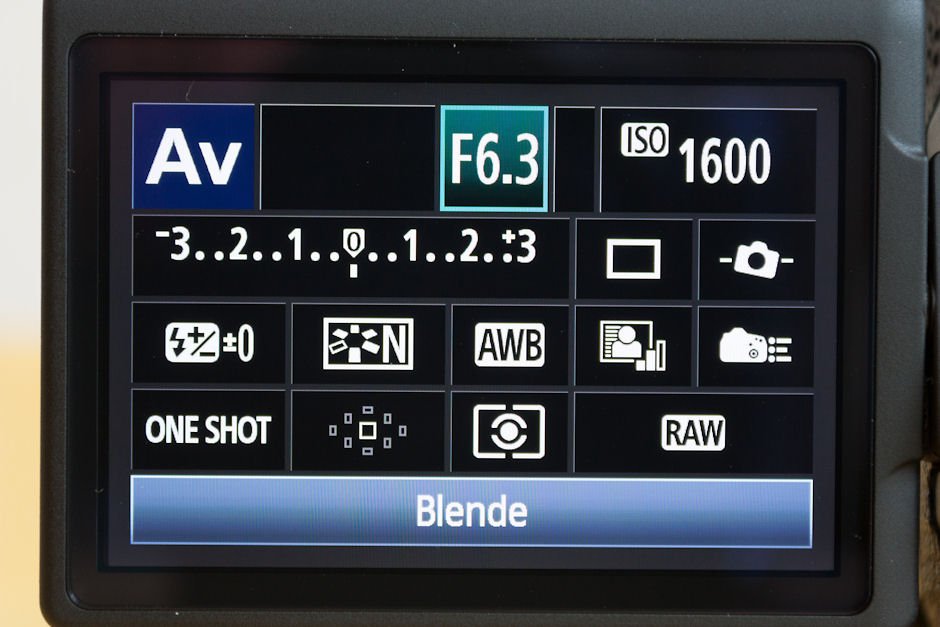 Av F6.3 ISO 1600
-3..2..1..0..1..2..+3
±0 N AWB
ONE SHOT RAW
Blende